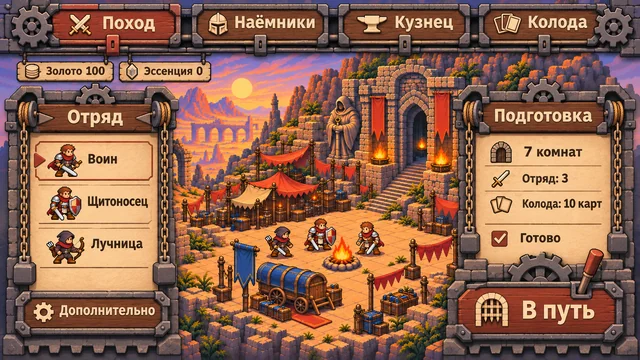 Поход
Наёмники
Кузнец
Колода
Золото 100
Эссенция 0
Отряд
Воин
Щитоносец
Лучница
Дополнительно
Подготовка
7 комнат
Отряд: 3
Колода: 10 карт
Готово
В путь